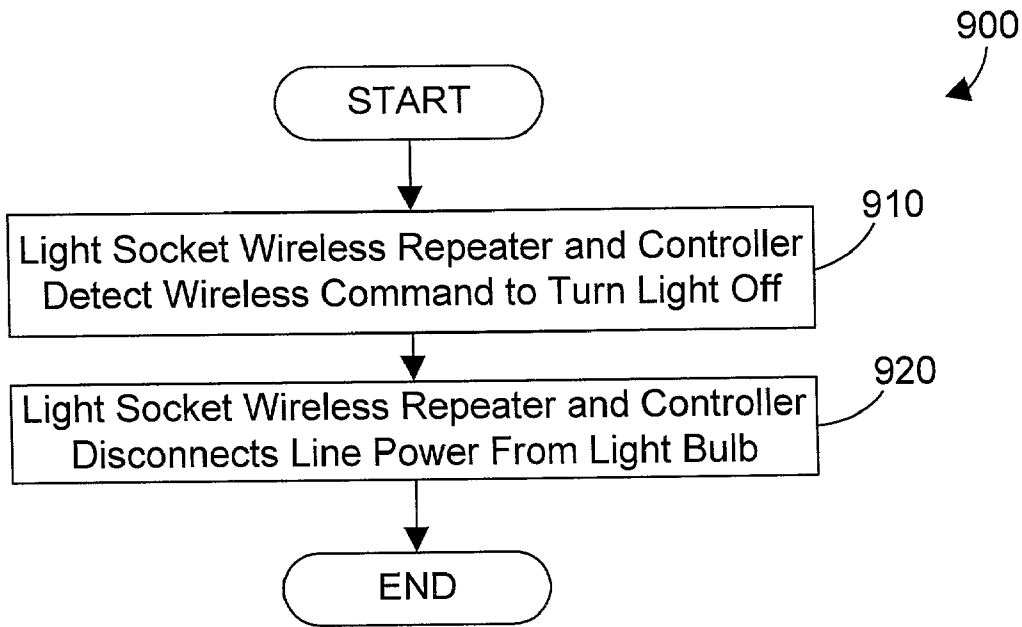 900
START
910
Light Socket Wireless Repeater and Controller
Detect Wireless Command to Turn Light Off
920
Light Socket Wireless Repeater and Controller
Disconnects Line Power From Light Bulb
END